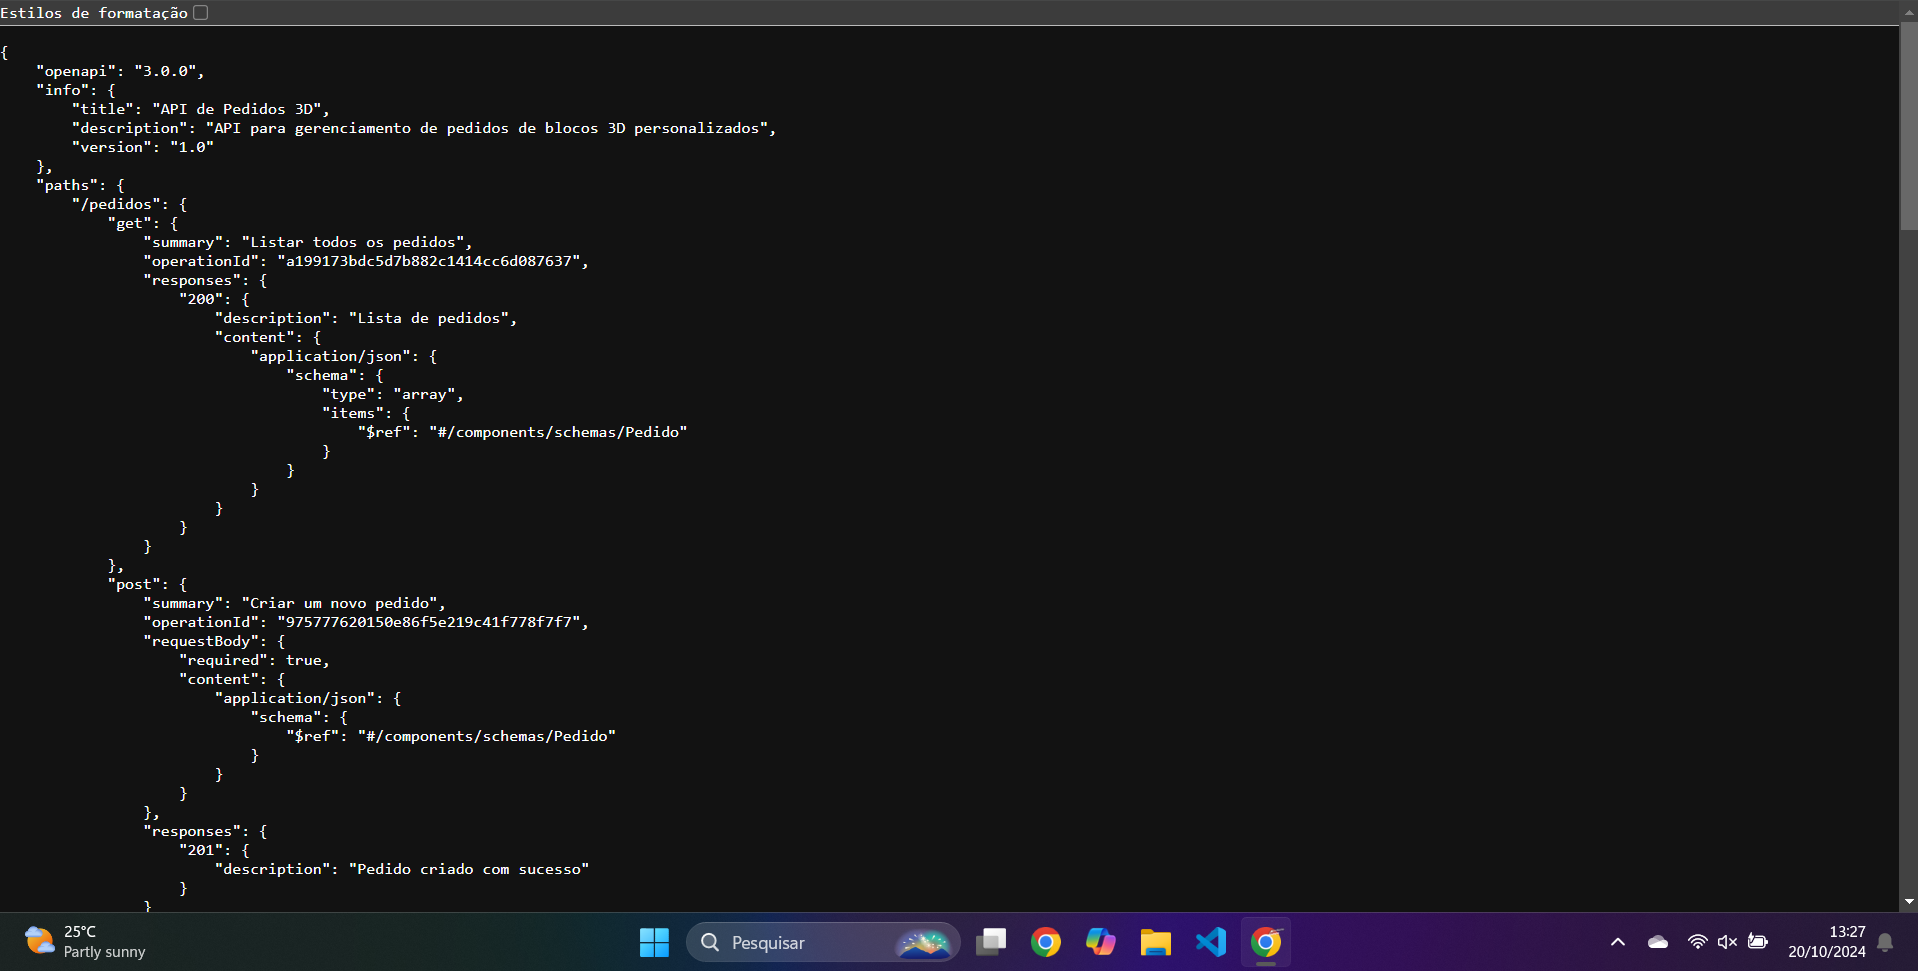 Estilos de formatação
{
    "openapi": "3.0.0",
    "info": {
        "title": "API de Pedidos 3D",
        "description": "API para gerenciamento de pedidos de blocos 3D personalizados",
        "version": "1.0"
    },
    "paths": {
        "/pedidos": {
            "get": {
                "summary": "Listar todos os pedidos",
                "operationId": "a199173bdc5d7b882c1414cc6d087637",
                "responses": {
                    "200": {
                        "description": "Lista de pedidos",
                        "content": {
                            "application/json": {
                                "schema": {
                                    "type": "array",
                                    "items": {
                                        "$ref": "#/components/schemas/Pedido"
                                    }
                                }
                            }
                        }
                    }
                }
            },
            "post": {
                "summary": "Criar um novo pedido",
                "operationId": "975777620150e86f5e219c41f778f7f7",
                "requestBody": {
                    "required": true,
                    "content": {
                        "application/json": {
                            "schema": {
                                "$ref": "#/components/schemas/Pedido"
                            }
                        }
                    }
                },
                "responses": {
                    "201": {
                        "description": "Pedido criado com sucesso"
                    }
                }
25°C
Partly sunny
Pesquisar
13:27
20/10/2024